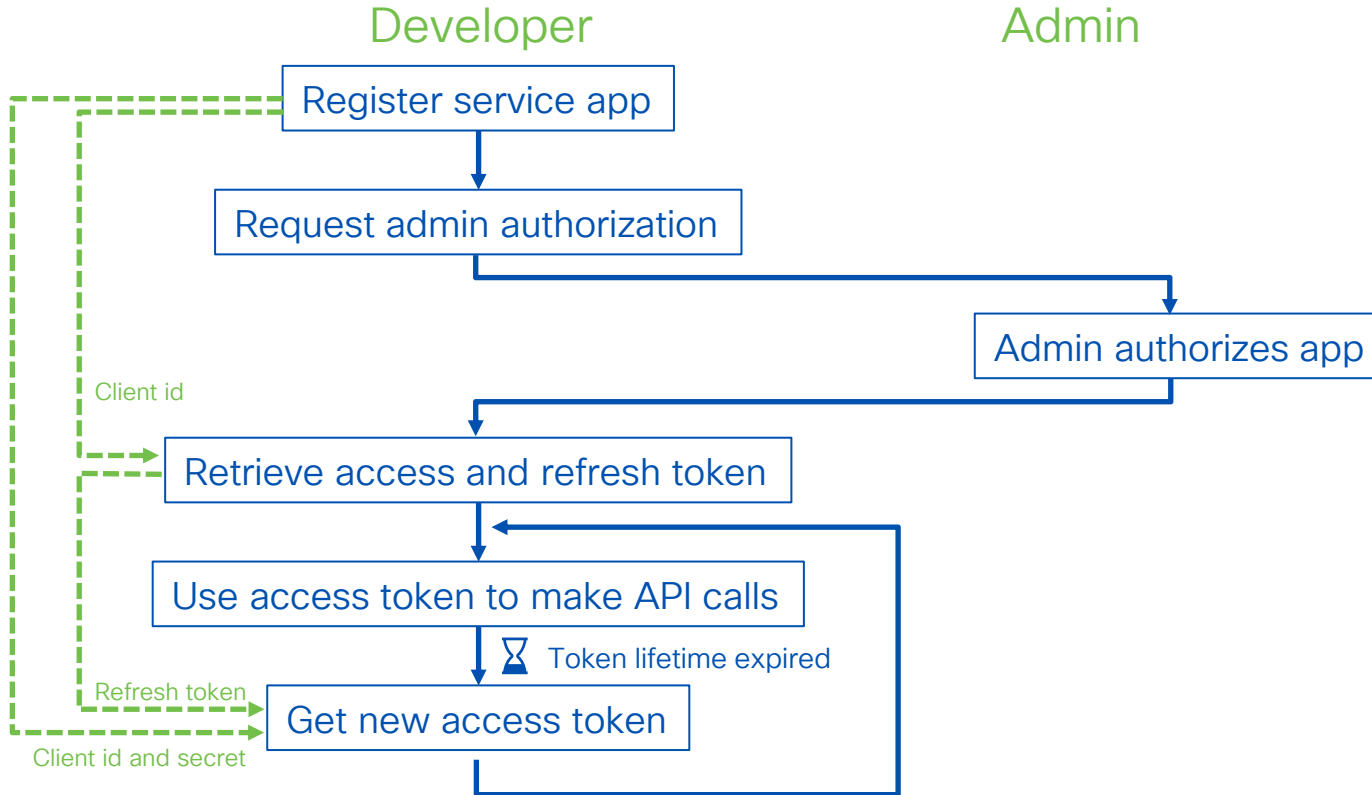 Developer
Admin
Register service app
Request admin authorization
Admin authorizes app
Client id
Retrieve access and refresh token
Use access token to make API calls
Token lifetime expired
Refresh token
Get new access token
Client id and secret